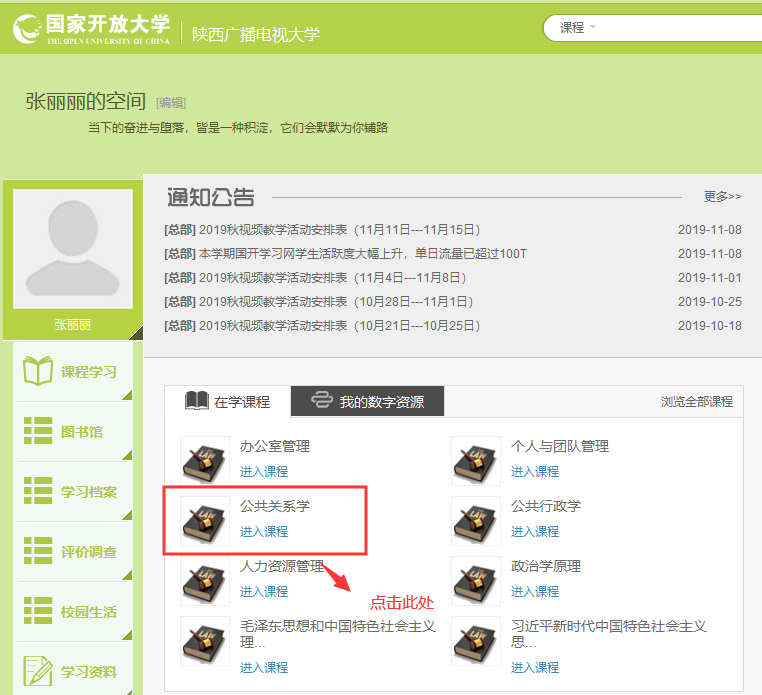 国家开放大学
THE OPEN UNIVERSITY OF CHINA
陕西广播电视大学
课程
张丽丽的空间 [编辑]
当下的奋进与堕落，皆是一种积淀，它们会默默为你铺路
通知公告
更多>>
[总部] 2019秋视频教学活动安排表（11月11日---11月15日） 2019-11-08
[总部] 本学期国开学习网学生活跃度大幅上升，单日流量已超过100T 2019-11-08
[总部] 2019秋视频教学活动安排表（11月4日---11月8日） 2019-11-01
[总部] 2019秋视频教学活动安排表（10月28日---11月1日） 2019-10-25
[总部] 2019秋视频教学活动安排表（10月21日---10月25日） 2019-10-18
张丽丽
课程学习
图书馆
学习档案
评价调查
校园生活
学习资料
在学课程
我的数字资源
浏览全部课程
办公室管理
进入课程
个人与团队管理
进入课程
公共关系学
进入课程
公共行政学
进入课程
人力资源管理
进入课程
点击此处
政治学原理
进入课程
毛泽东思想和中国特色社会主义
理...
进入课程
习近平新时代中国特色社会主义
思...
进入课程
LAW
LAW
LAW
LAW
LAW
LAW
LAW
LAW